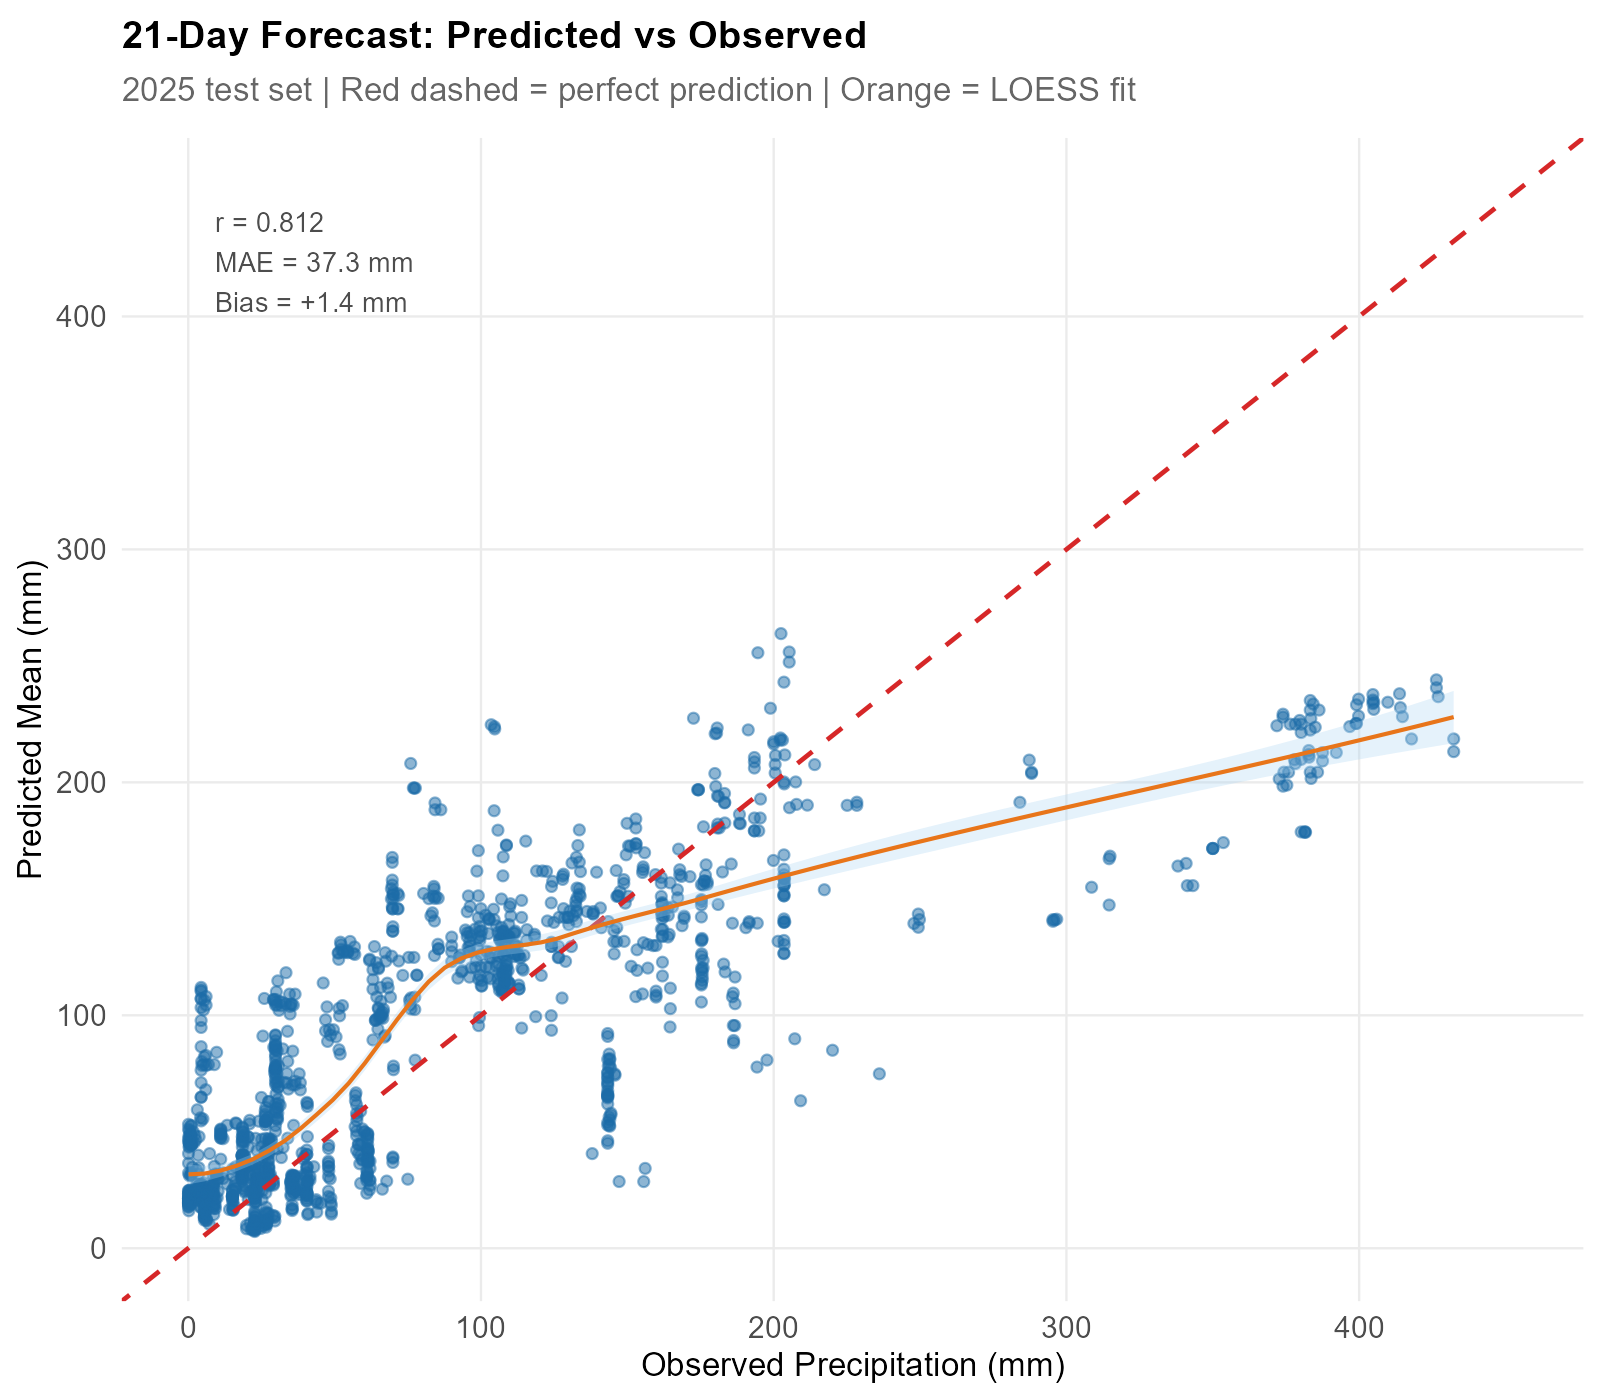 21-Day Forecast: Predicted vs Observed
2025 test set | Red dashed = perfect prediction | Orange = LOESS fit
r = 0.812
MAE = 37.3 mm
Bias = +1.4 mm
400
300
200
100
0
Predicted Mean (mm)
0 100 200 300 400
Observed Precipitation (mm)